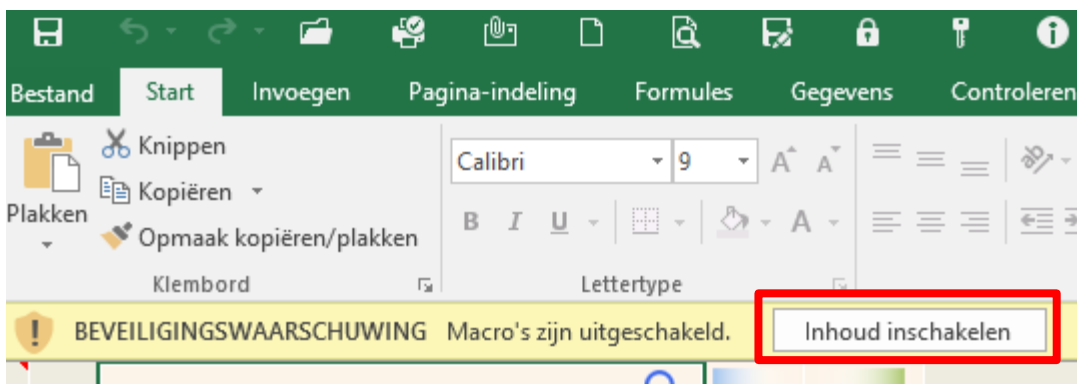 Bestand Start Invoegen Pagina-indeling Formules Gegevens Controleren
Knippen
Kopiëren
Plakken
Opmaak kopiëren/plakken
Klembord
Calibri 9 A A
B I U A
Lettertype
BEVEILIGINGSWAARSCHUWING Macro's zijn uitgeschakeld. Inhoud inschakelen